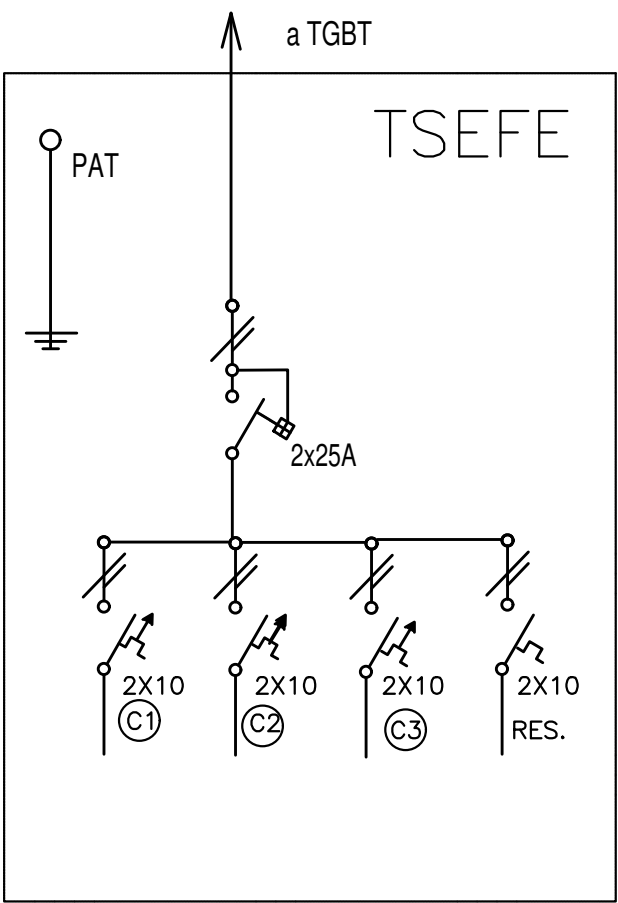 a TGBT
TSEFE
PAT
2x25A
2X10 2X10 2X10 2X10
C1 C2 C3 RES.